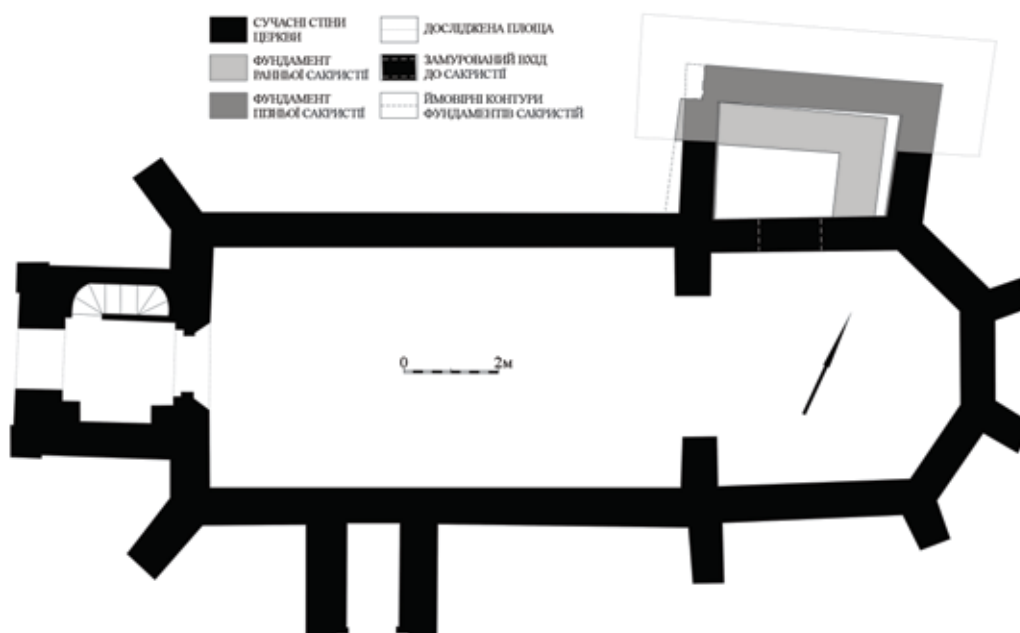 СУЧАСНІ СТІНИ
ЦЕРКВИ
ФУНДАМЕНТ
РАННЬОЇ САКРИСТІЇ
ФУНДАМЕНТ
ПІЗНЬОЇ САКРИСТІЇ
ДОСЛІДЖЕНА ПЛОЩА
ЗАМУРОВАНИЙ ВХІД
ДО САКРИСТІЇ
ЙМОВІРНІ КОНТУРИ
ФУНДАМЕНТІВ САКРИСТІЙ
0 2м